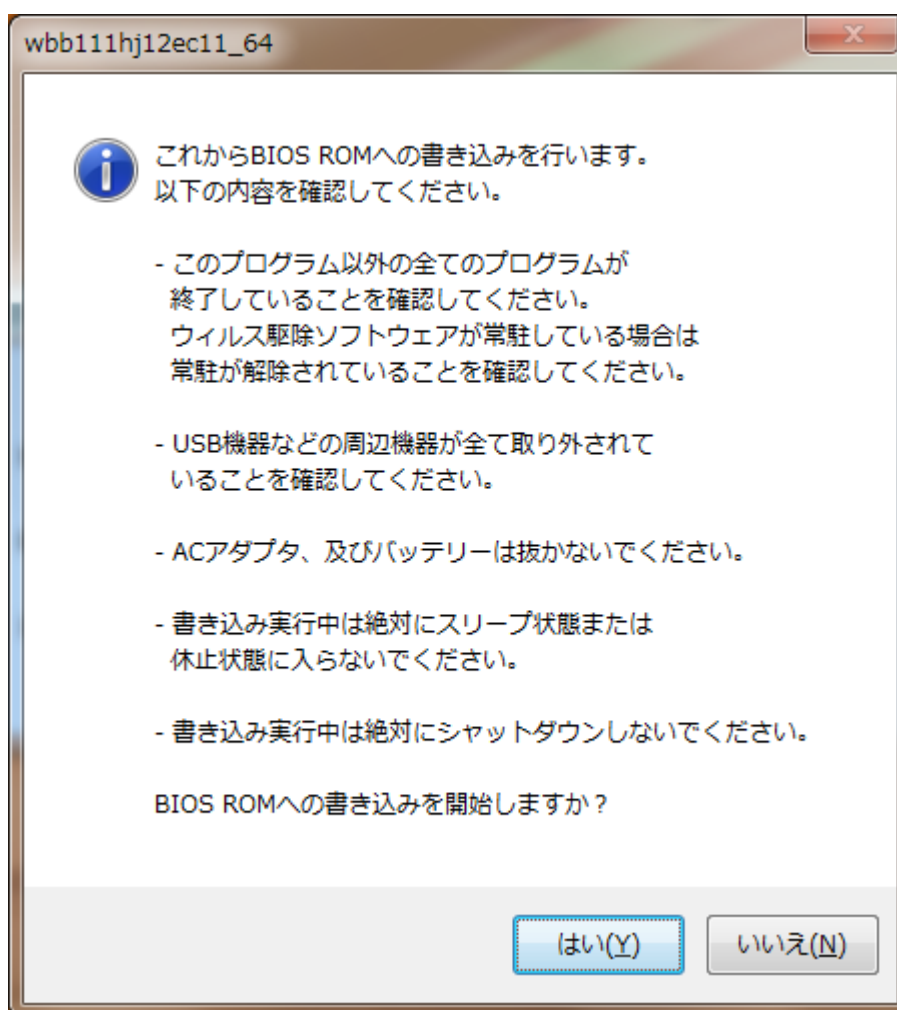 wbb111hj12ec11_64
これからBIOS ROMへの書き込みを行います。
以下の内容を確認してください。
- このプログラム以外の全てのプログラムが
終了していることを確認してください。
ウィルス駆除ソフトウェアが常駐している場合は
常駐が解除されていることを確認してください。
- USB機器などの周辺機器が全て取り外されて
いることを確認してください。
- ACアダプタ、及びバッテリーは抜かないでください。
- 書き込み実行中は絶対にスリープ状態または
休止状態に入らないでください。
- 書き込み実行中は絶対にシャットダウンしないでください。
BIOS ROMへの書き込みを開始しますか？
はい(Y)
いいえ(N)